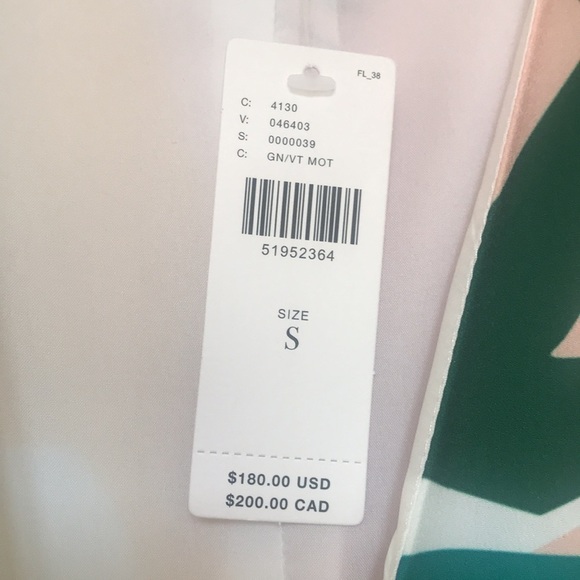 FL_38
C: 4130
V: 046403
S: 0000039
C: GN/VT MOT
51952364
SIZE
S
$180.00 USD
$200.00 CAD